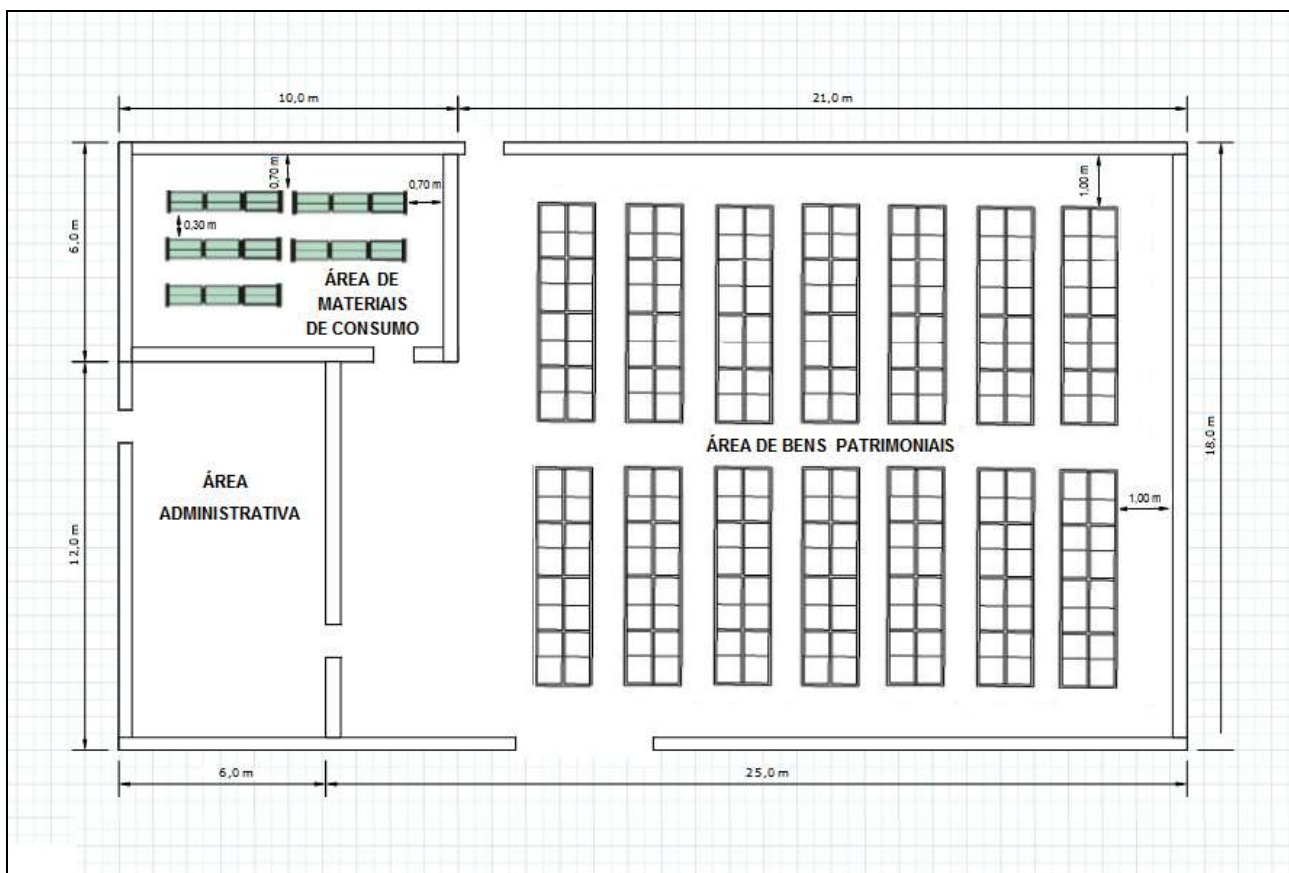 10,0 m
21,0 m
0,70 m
0,70 m
1,00 m
6,0 m
0,30 m
ÁREA DE
MATERIAIS
DE CONSUMO
ÁREA DE BENS PATRIMONIAIS
18,0 m
ÁREA
ADMINISTRATIVA
1,00 m
12,0 m
6,0 m
25,0 m